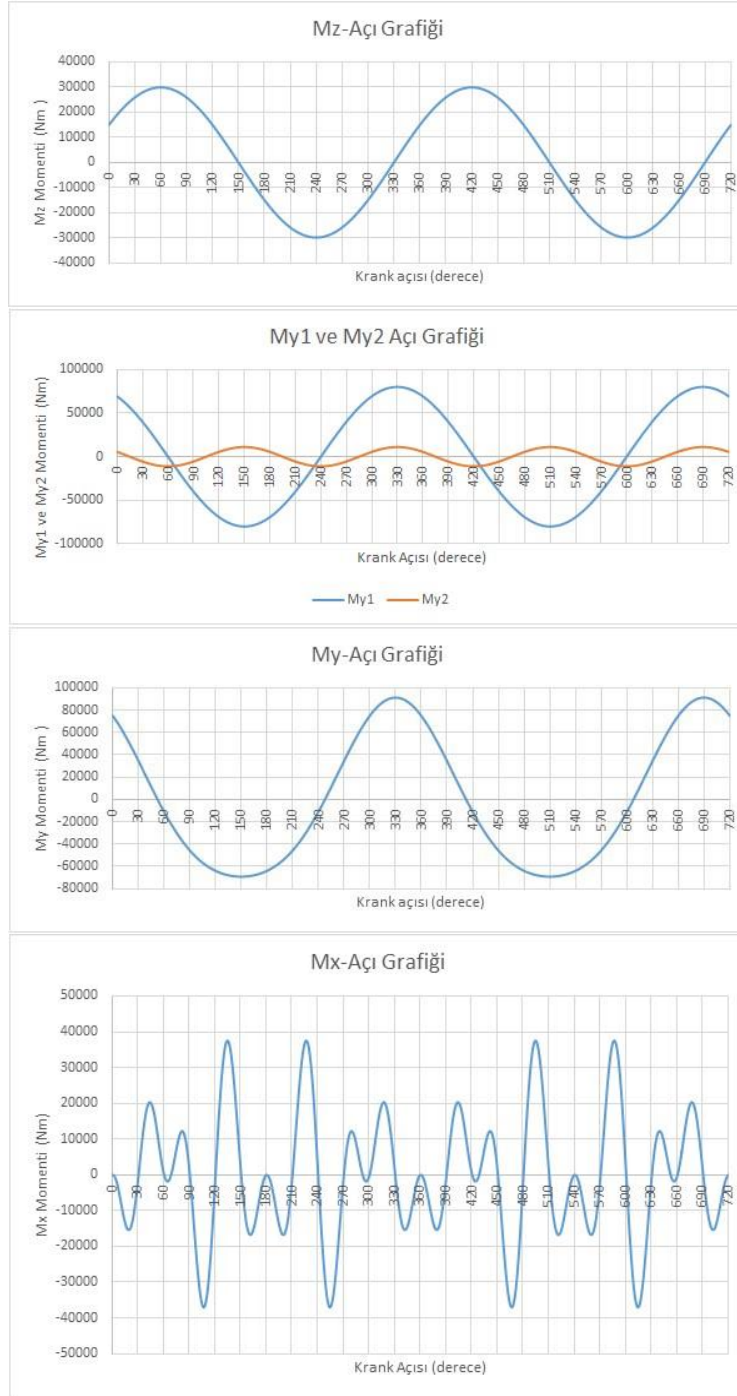 Mz-Açı Grafiği
40000
30000
20000
10000
0
-10000
-20000
-30000
-40000
Mz Momenti (Nm )
0 30 60 90 120 150 180 210 240 270 300 330 360 390 420 450 480 510 540 570 600 630 660 690 720
Krank açısı (derece)
My1 ve My2 Açı Grafiği
100000
50000
0
-50000
-100000
My1 ve My2 Momenti (Nm)
0 30 60 90 120 150 180 210 240 270 300 330 360 390 420 450 480 510 540 570 600 630 660 690 720
Krank Açısı (derece)
My1 My2
My-Açı Grafiği
100000
80000
60000
40000
20000
0
-20000
-40000
-60000
-80000
My Momenti (Nm )
0 30 60 90 120 150 180 210 240 270 300 330 360 390 420 450 480 510 540 570 600 630 660 690 720
Krank açısı (derece)
Mx-Açı Grafiği
50000
40000
30000
20000
10000
0
-10000
-20000
-30000
-40000
-50000
Mx Momenti (Nm)
0 30 60 90 120 150 180 210 240 270 300 330 360 390 420 450 480 510 540 570 600 630 660 690 720
Krank Açısı (derece)